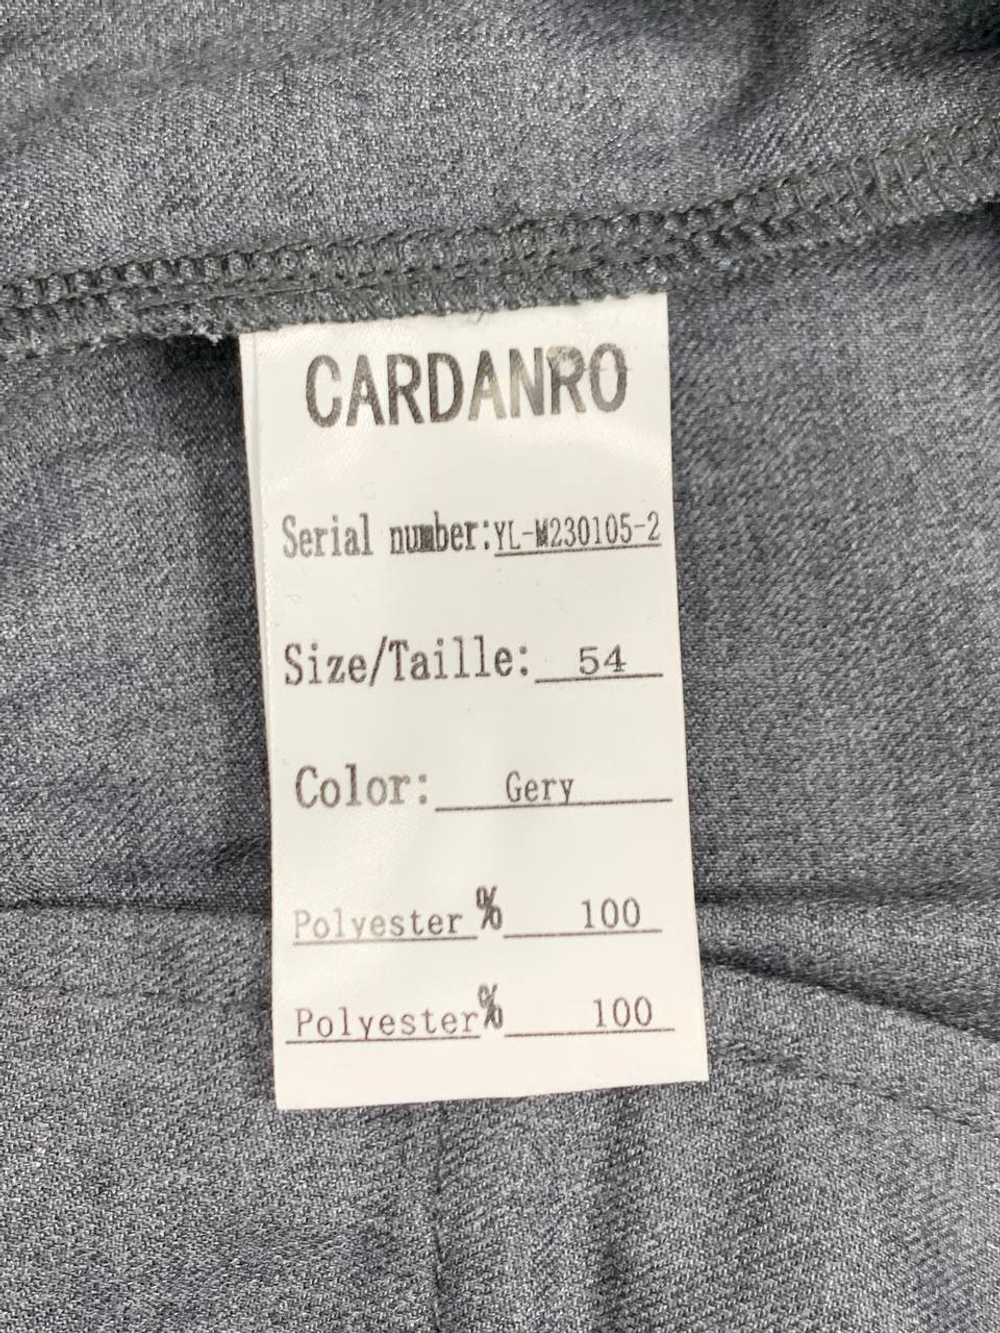 CARDANRO
Serial number:YL-M230105-2
Size/Taille: 54
Color: Gery
Polyester % 100
Polyester% 100